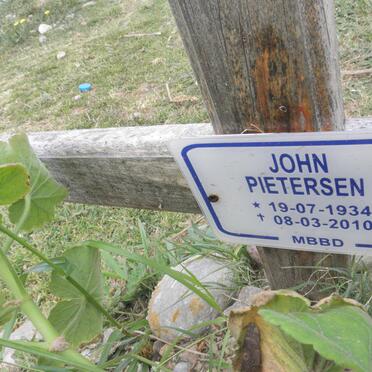 JOHN
PIETERSEN
* 19-07-1934
✝ 08-03-2010
MBBD